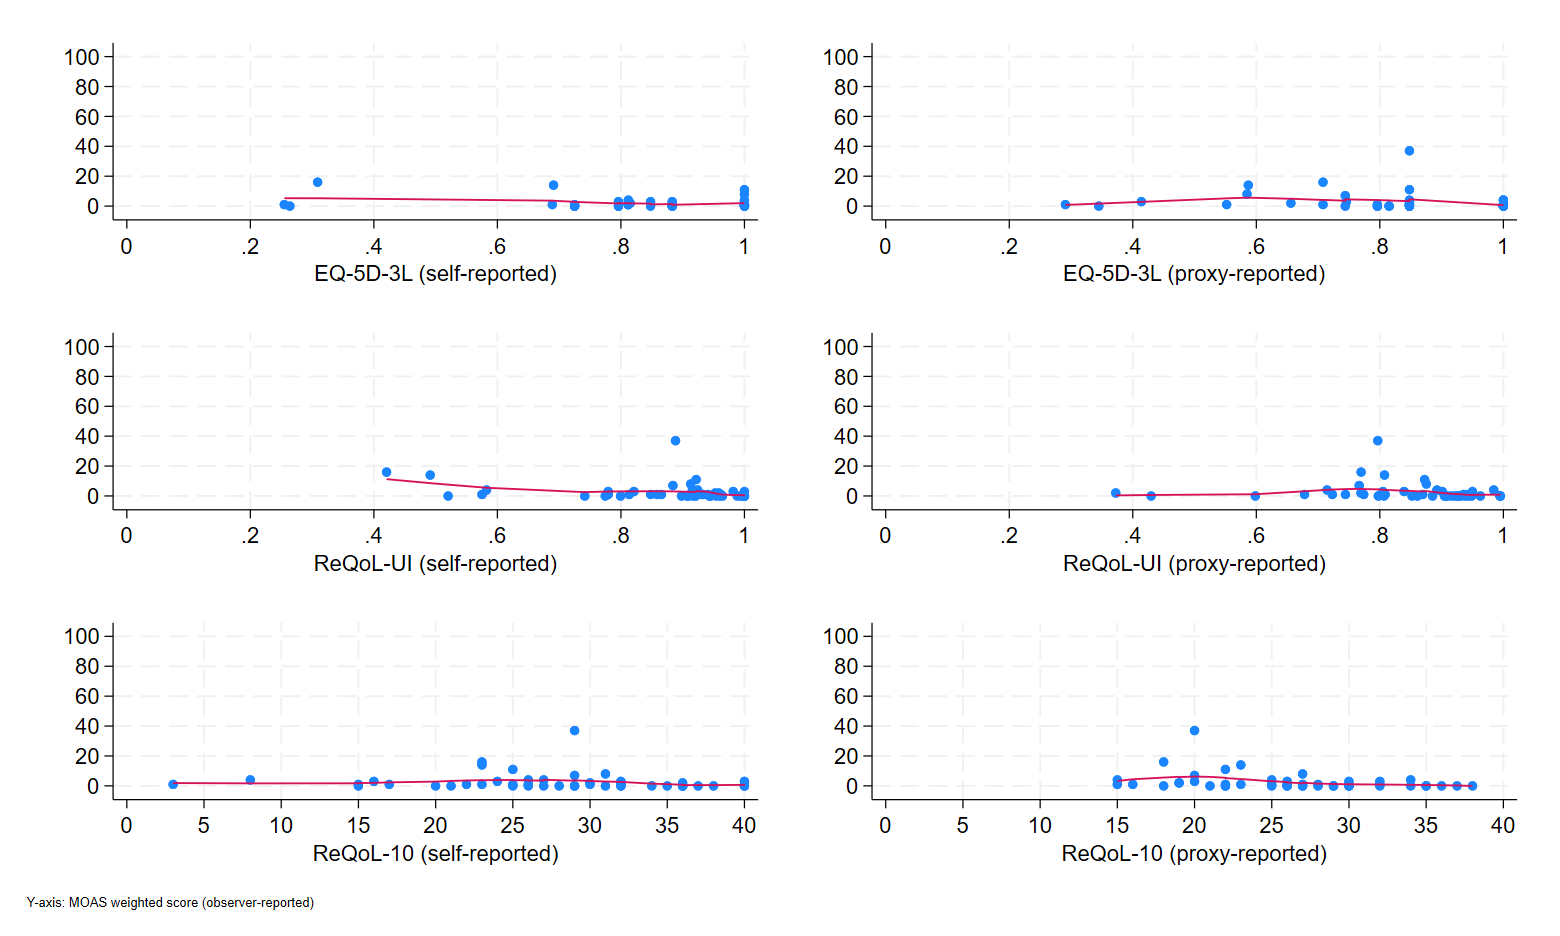 100
80
60
40
20
0
0 .2 .4 .6 .8 1
EQ-5D-3L (self-reported)
100
80
60
40
20
0
0 .2 .4 .6 .8 1
EQ-5D-3L (proxy-reported)
100
80
60
40
20
0
0 .2 .4 .6 .8 1
ReQoL-UI (self-reported)
100
80
60
40
20
0
0 .2 .4 .6 .8 1
ReQoL-UI (proxy-reported)
100
80
60
40
20
0
0 5 10 15 20 25 30 35 40
ReQoL-10 (self-reported)
100
80
60
40
20
0
0 5 10 15 20 25 30 35 40
ReQoL-10 (proxy-reported)
Y-axis: MOAS weighted score (observer-reported)